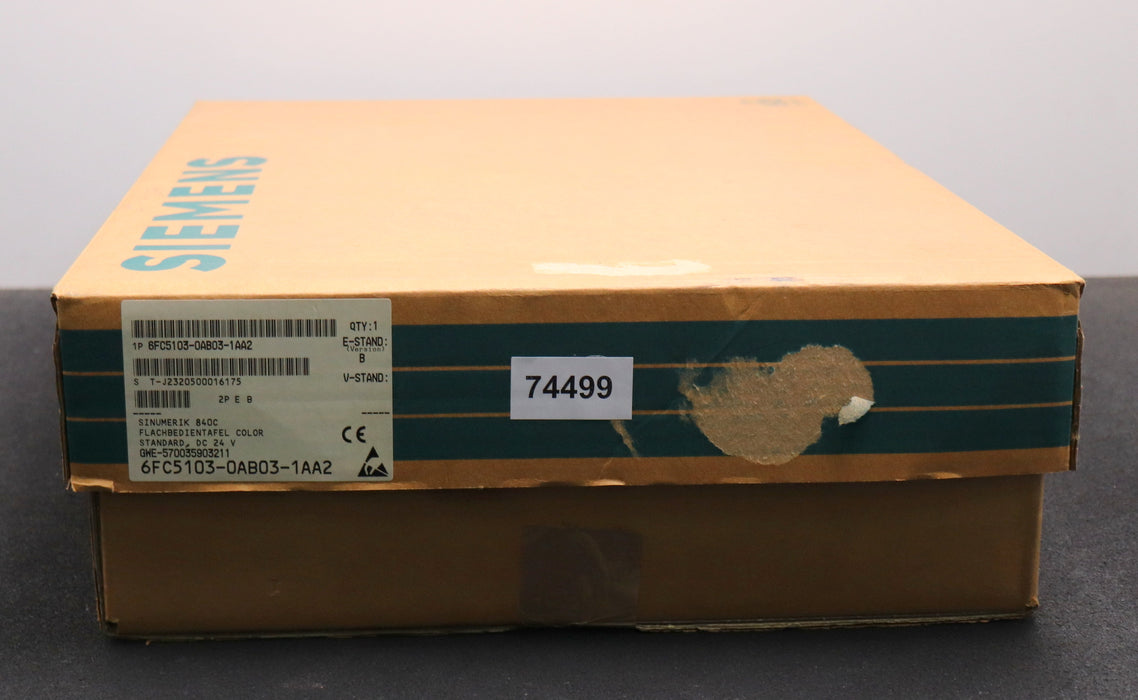 SIEMENS
QTY:1
1P 6FC5103-0AB03-1AA2
E-STAND:
(Version)
B
S T-J2320500016175
V-STAND:
2P E B
----- -----
SINUMERIK 840C
FLACHBEDIENTAFEL COLOR
STANDARD, DC 24 V
GWE-570035903211
6FC5103-0AB03-1AA2
CE
74499